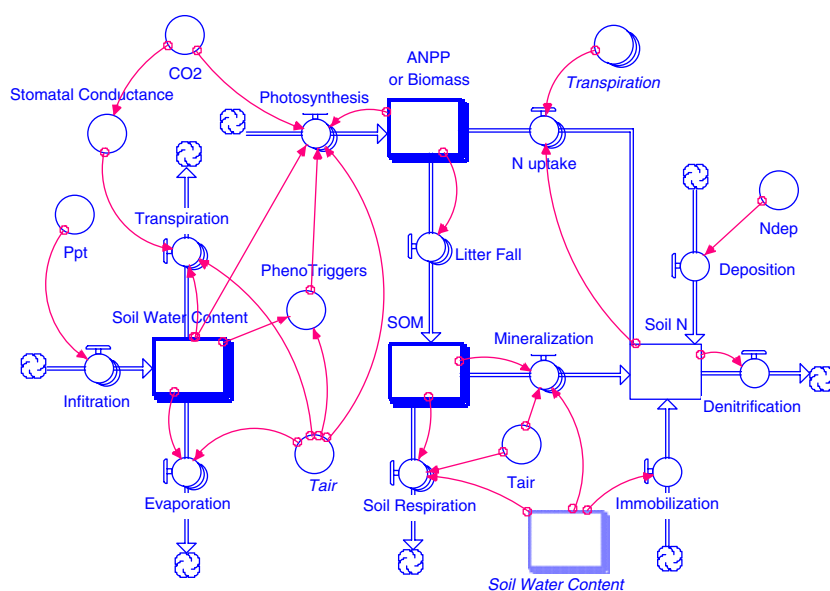 ANPP
or Biomass
CO2
Transpiration
Stomatal Conductance
Photosynthesis
N uptake
Transpiration
Ppt
Ndep
PhenoTriggers
Litter Fall
Deposition
Soil Water Content
SOM
Mineralization
Soil N
Infitration
Denitrification
Tair
Tair
Evaporation
Soil Respiration
Immobilization
Soil Water Content